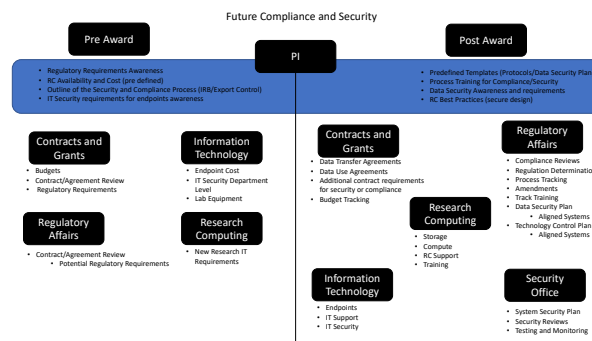 Future Compliance and Security
Pre Award
PI
Post Award
• Regulatory Requirements Awareness
• RC Availability and Cost (pre defined)
• Outline of the Security and Compliance Process (IRB/Export Control)
• IT Security requirements for endpoints awareness
• Predefined Templates (Protocols/Data Security Plan
• Process Training for Compliance/Security
• Data Security Awareness and requirements
• RC Best Practices (secure design)
Contracts and
Grants
• Budgets
• Contract/Agreement Review
• Regulatory Requirements
Information
Technology
• Endpoint Cost
• IT Security Department
Level
• Lab Equipment
Regulatory
Affairs
• Contract/Agreement Review
• Potential Regulatory Requirements
Research
Computing
• New Research IT
Requirements
Contracts and
Grants
• Data Transfer Agreements
• Data Use Agreements
• Additional contract requirements
for security or compliance
• Budget Tracking
Regulatory
Affairs
• Compliance Reviews
• Regulation Determinatio
• Process Tracking
• Amendments
• Track Training
• Data Security Plan
• Aligned Systems
• Technology Control Plan
• Aligned Systems
Research
Computing
• Storage
• Compute
• RC Support
• Training
Information
Technology
• Endpoints
• IT Support
• IT Security
Security
Office
• System Security Plan
• Security Reviews
• Testing and Monitoring